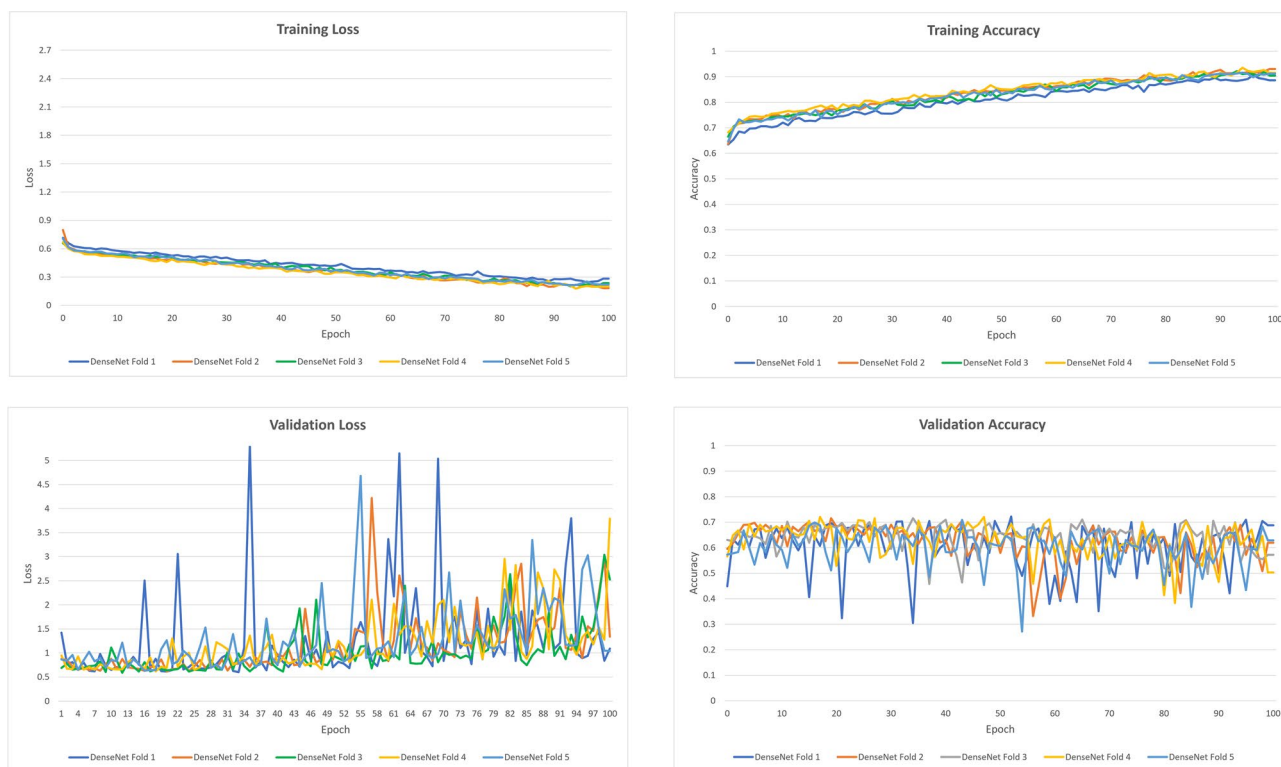 Training Loss
2.7
2.4
2.1
1.8
1.5
1.2
0.9
0.6
0.3
0
Loss
0 10 20 30 40 50 60 70 80 90 100
Epoch
DenseNet Fold 1 DenseNet Fold 2 DenseNet Fold 3 DenseNet Fold 4 DenseNet Fold 5
Training Accuracy
1
0.9
0.8
0.7
0.6
0.5
0.4
0.3
0.2
0.1
0
Accuracy
0 10 20 30 40 50 60 70 80 90 100
Epoch
DenseNet Fold 1 DenseNet Fold 2 DenseNet Fold 3 DenseNet Fold 4 DenseNet Fold 5
Validation Loss
5
4.5
4
3.5
3
2.5
2
1.5
1
0.5
0
Loss
1 4 7 10 13 16 19 22 25 28 31 34 37 40 43 46 49 52 55 58 61 64 67 70 73 76 79 82 85 88 91 94 97 100
Epoch
DenseNet Fold 1 DenseNet Fold 2 DenseNet Fold 3 DenseNet Fold 4 DenseNet Fold 5
Validation Accuracy
1
0.9
0.8
0.7
0.6
0.5
0.4
0.3
0.2
0.1
0
Accuracy
0 10 20 30 40 50 60 70 80 90 100
Epoch
DenseNet Fold 1 DenseNet Fold 2 DenseNet Fold 3 DenseNet Fold 4 DenseNet Fold 5